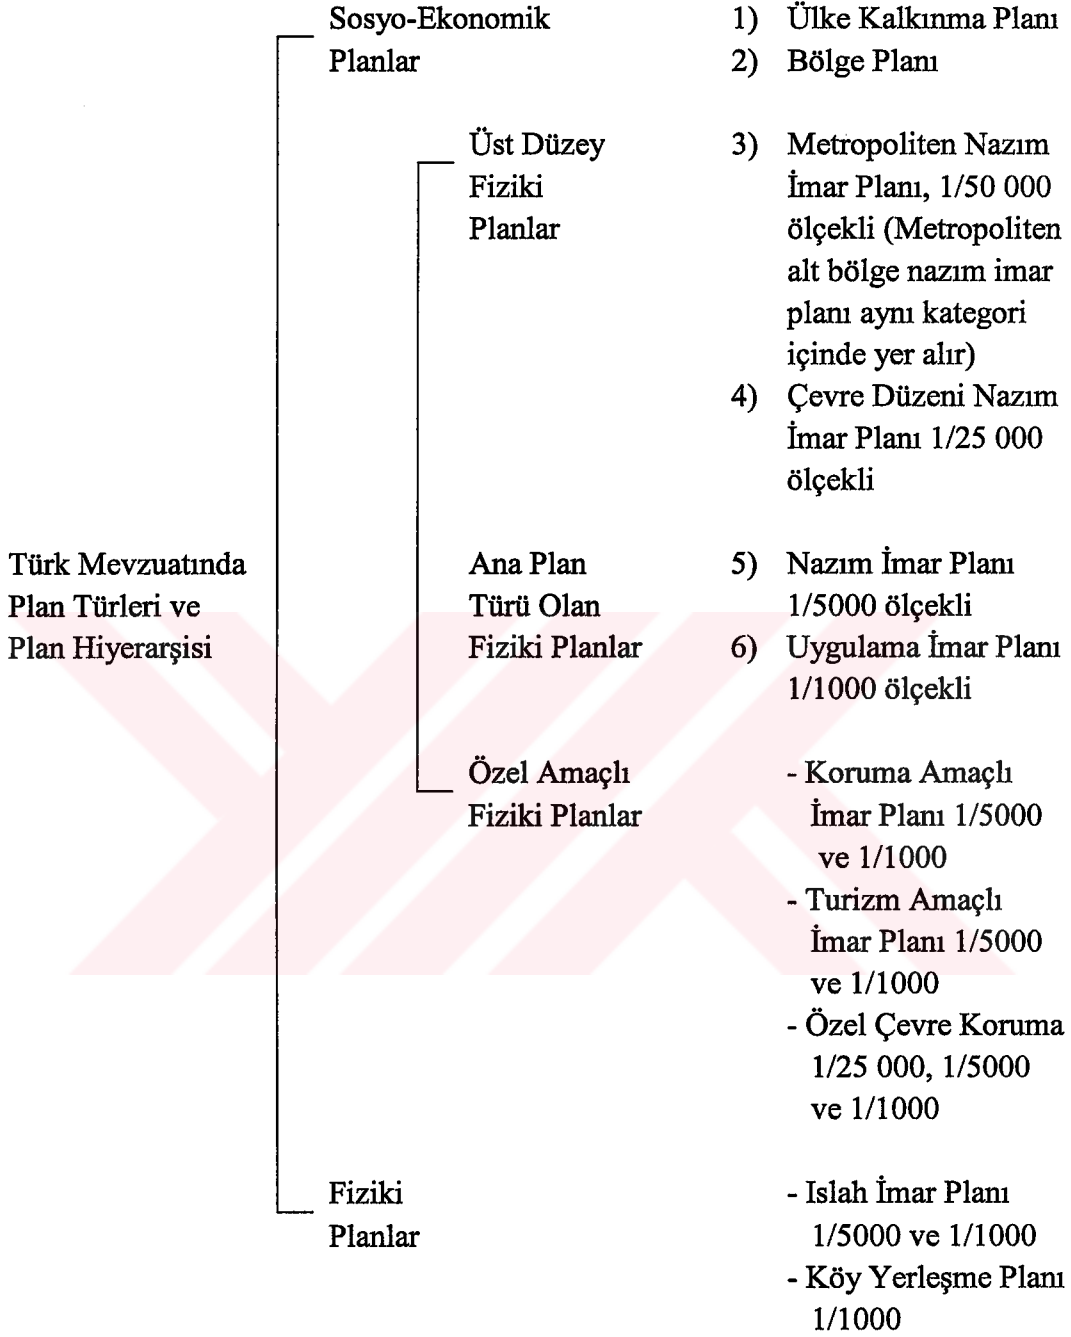 Sosyo-Ekonomik
Planlar
1) Ülke Kalkınma Planı
2) Bölge Planı
Üst Düzey
Fiziki
Planlar
3) Metropoliten Nazım
İmar Planı, 1/50 000
ölçekli (Metropoliten
alt bölge nazım imar
planı aynı kategori
içinde yer alır)
4) Çevre Düzeni Nazım
İmar Planı 1/25 000
ölçekli
Türk Mevzuatında
Plan Türleri ve
Plan Hiyerarşisi
Ana Plan
Türü Olan
Fiziki Planlar
5) Nazım İmar Planı
1/5000 ölçekli
6) Uygulama İmar Planı
1/1000 ölçekli
Özel Amaçlı
Fiziki Planlar
- Koruma Amaçlı
İmar Planı 1/5000
ve 1/1000
- Turizm Amaçlı
İmar Planı 1/5000
ve 1/1000
- Özel Çevre Koruma
1/25 000, 1/5000
ve 1/1000
Fiziki
Planlar
- Islah İmar Planı
1/5000 ve 1/1000
- Köy Yerleşme Planı
1/1000